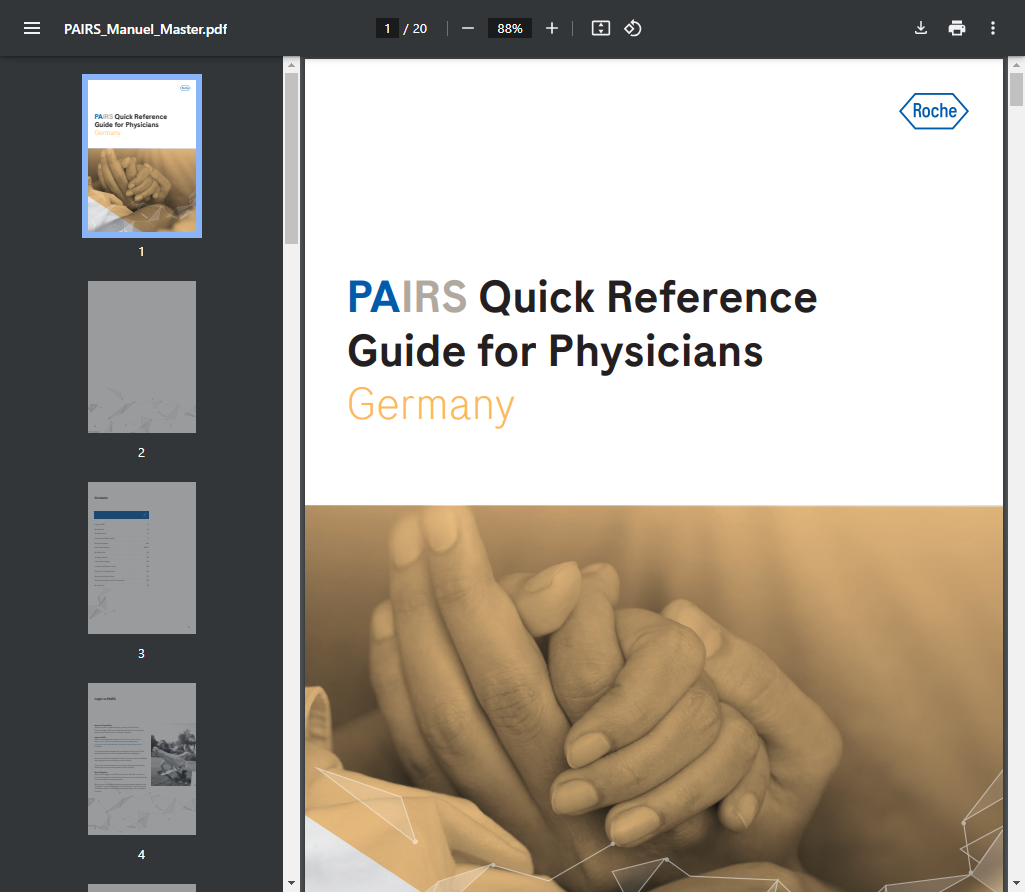 PAIRS_Manuel_Master.pdf
1 / 20
88%
PAIRS Quick Reference
Guide for Physicians
Germany
1
2
3
4
Roche
PAIRS Quick Reference
Guide for Physicians
Germany